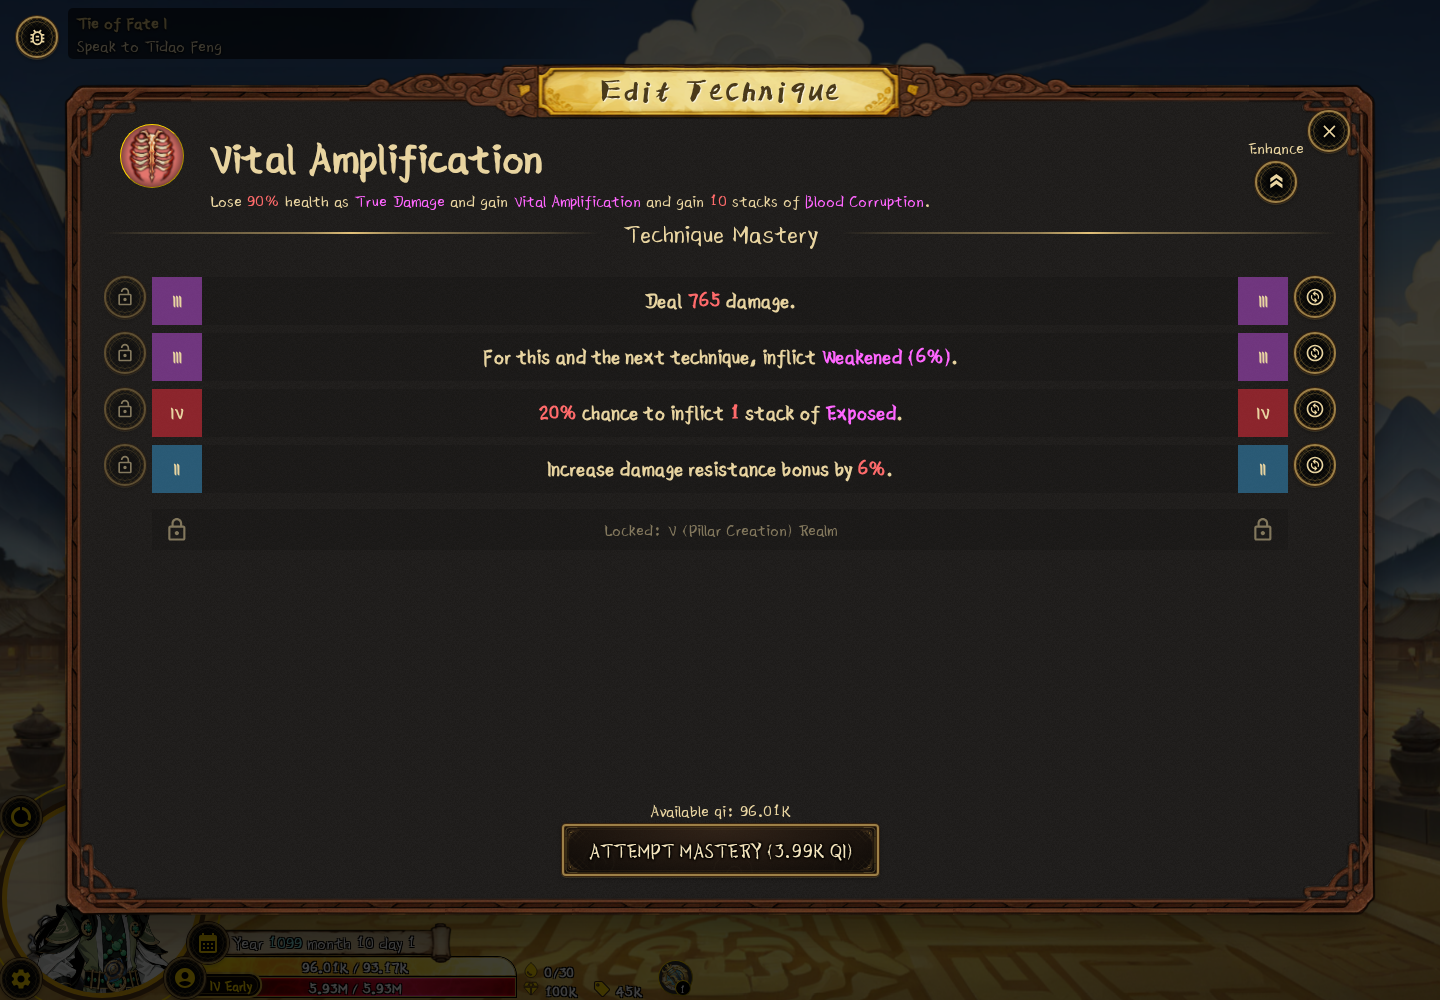 Tie of Fate I
Speak to Tidao Feng
Edit Technique
Vital Amplification
Enhance
Lose 90% health as True Damage and gain Vital Amplification and gain 10 stacks of Blood Corruption.
Technique Mastery
III Deal 765 damage. III
III For this and the next technique, inflict Weakened (6%). III
IV 20% chance to inflict 1 stack of Exposed. IV
II Increase damage resistance bonus by 6%. II
Locked: V (Pillar Creation) Realm
Available qi: 96.01K
ATTEMPT MASTERY (3.99K QI)
Year 1099 month 10 day 1
96.01K / 93.17K
0/30
IV Early
5.93M / 5.93M
100K
45K